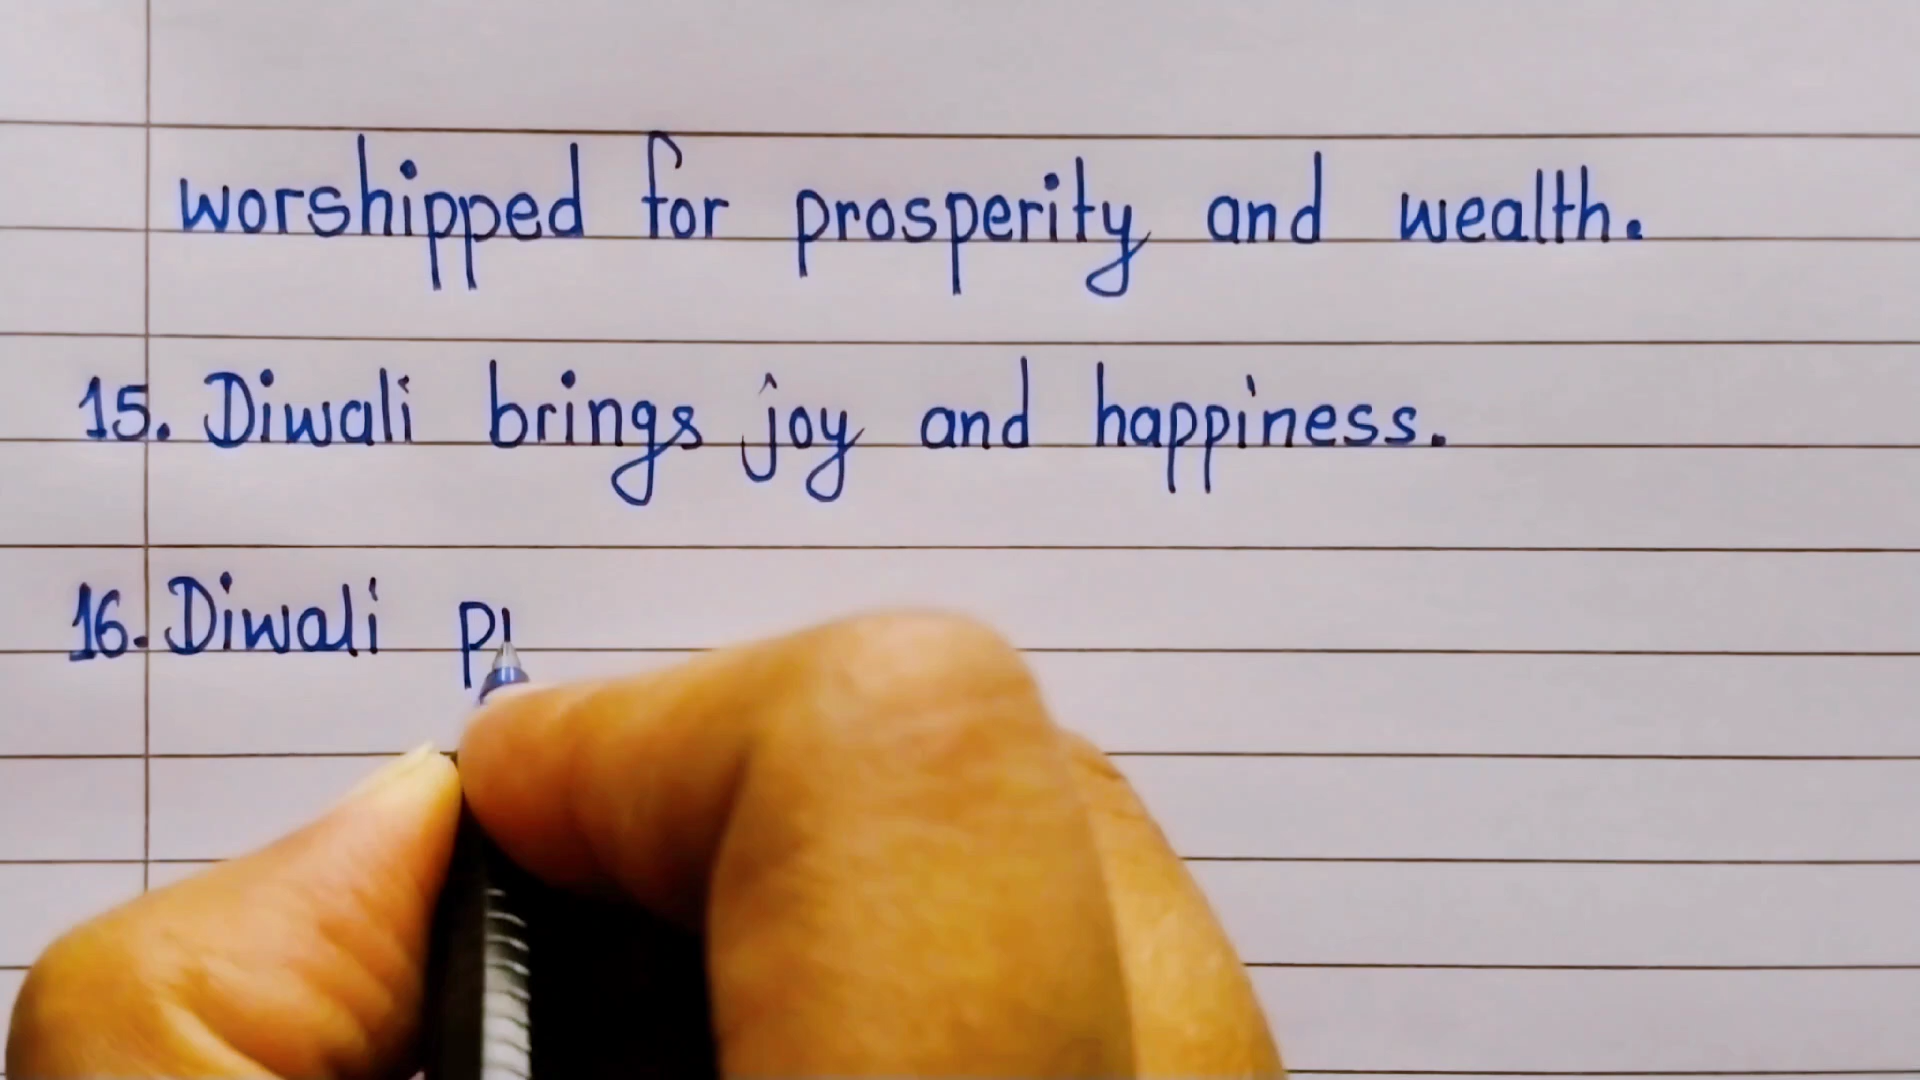 worshipped for prosperity and wealth.
15. Diwali brings joy and happiness.
16. Diwali